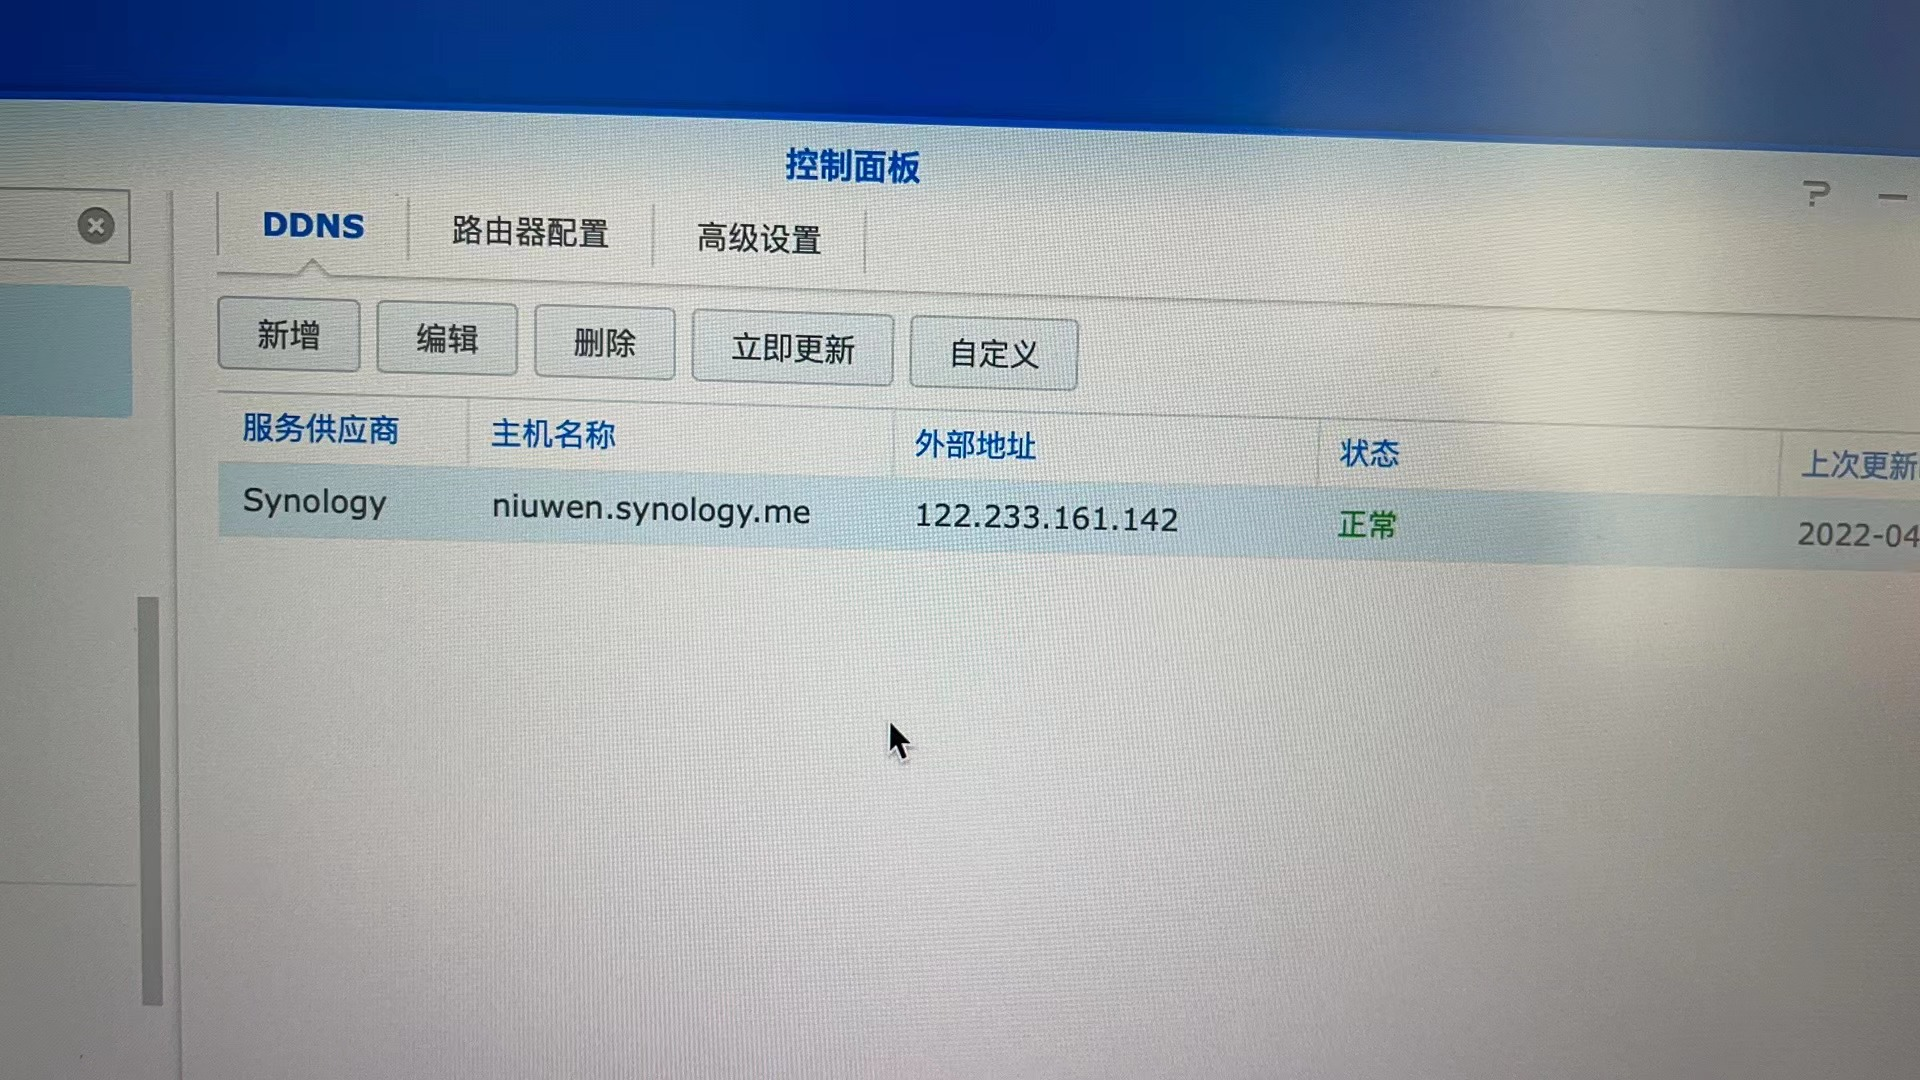 控制面板
?
DDNS 路由器配置 高级设置
新增 编辑 删除 立即更新 自定义
服务供应商 主机名称 外部地址 状态 上次更新
Synology niuwen.synology.me 122.233.161.142 正常 2022-04